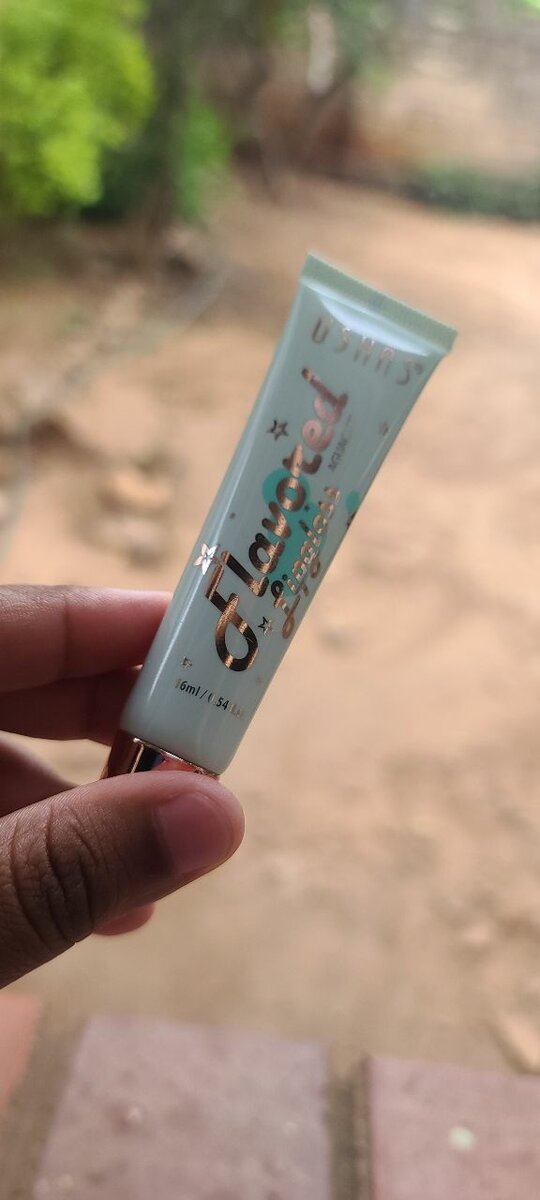 USHAS
Flavored
Lipgloss
16ml / 0.54